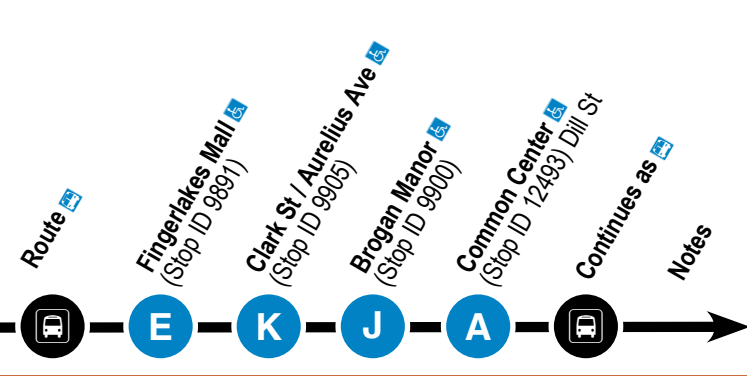 Route
Fingerlakes Mall
(Stop ID 9891)
Clark St / Aurelius Ave
(Stop ID 9905)
Brogan Manor
(Stop ID 9900)
Common Center
(Stop ID 12493) Dill St
Continues as
Notes
E
K
J
A